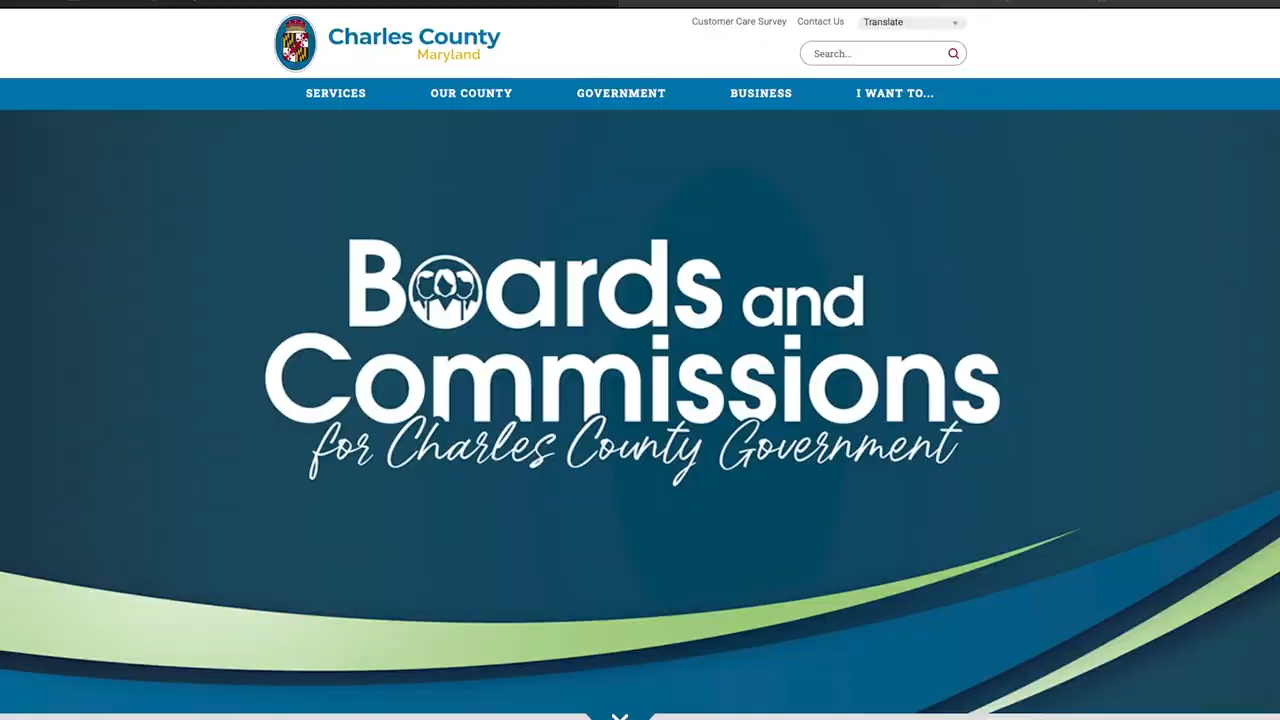 Customer Care Survey Contact Us Translate
Charles County
Maryland
Search...
SERVICES OUR COUNTY GOVERNMENT BUSINESS I WANT TO...
Boards and
Commissions
for Charles County Government